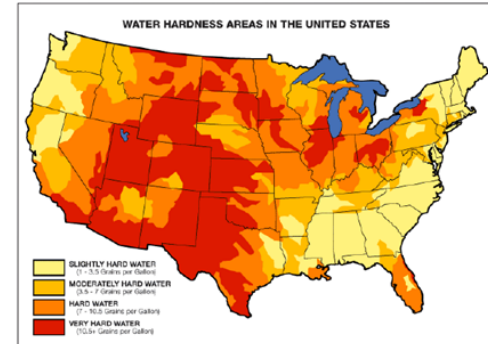 WATER HARDNESS AREAS IN THE UNITED STATES
SLIGHTLY HARD WATER
(1 - 3.5 Grains per Gallon)
MODERATELY HARD WATER
(3.5 - 7 Grains per Gallon)
HARD WATER
(7 - 10.5 Grains per Gallon)
VERY HARD WATER
(10.5+ Grains per Gallon)